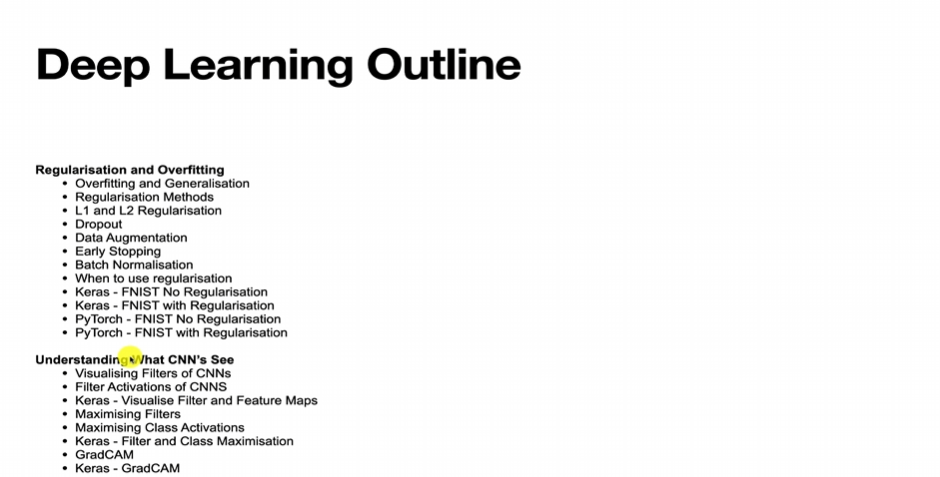 Deep Learning Outline
Regularisation and Overfitting
• Overfitting and Generalisation
• Regularisation Methods
• L1 and L2 Regularisation
• Dropout
• Data Augmentation
• Early Stopping
• Batch Normalisation
• When to use regularisation
• Keras - FNIST No Regularisation
• Keras - FNIST with Regularisation
• PyTorch - FNIST No Regularisation
• PyTorch - FNIST with Regularisation
Understanding What CNN's See
• Visualising Filters of CNNs
• Filter Activations of CNNS
• Keras - Visualise Filter and Feature Maps
• Maximising Filters
• Maximising Class Activations
• Keras - Filter and Class Maximisation
• GradCAM
• Keras - GradCAM